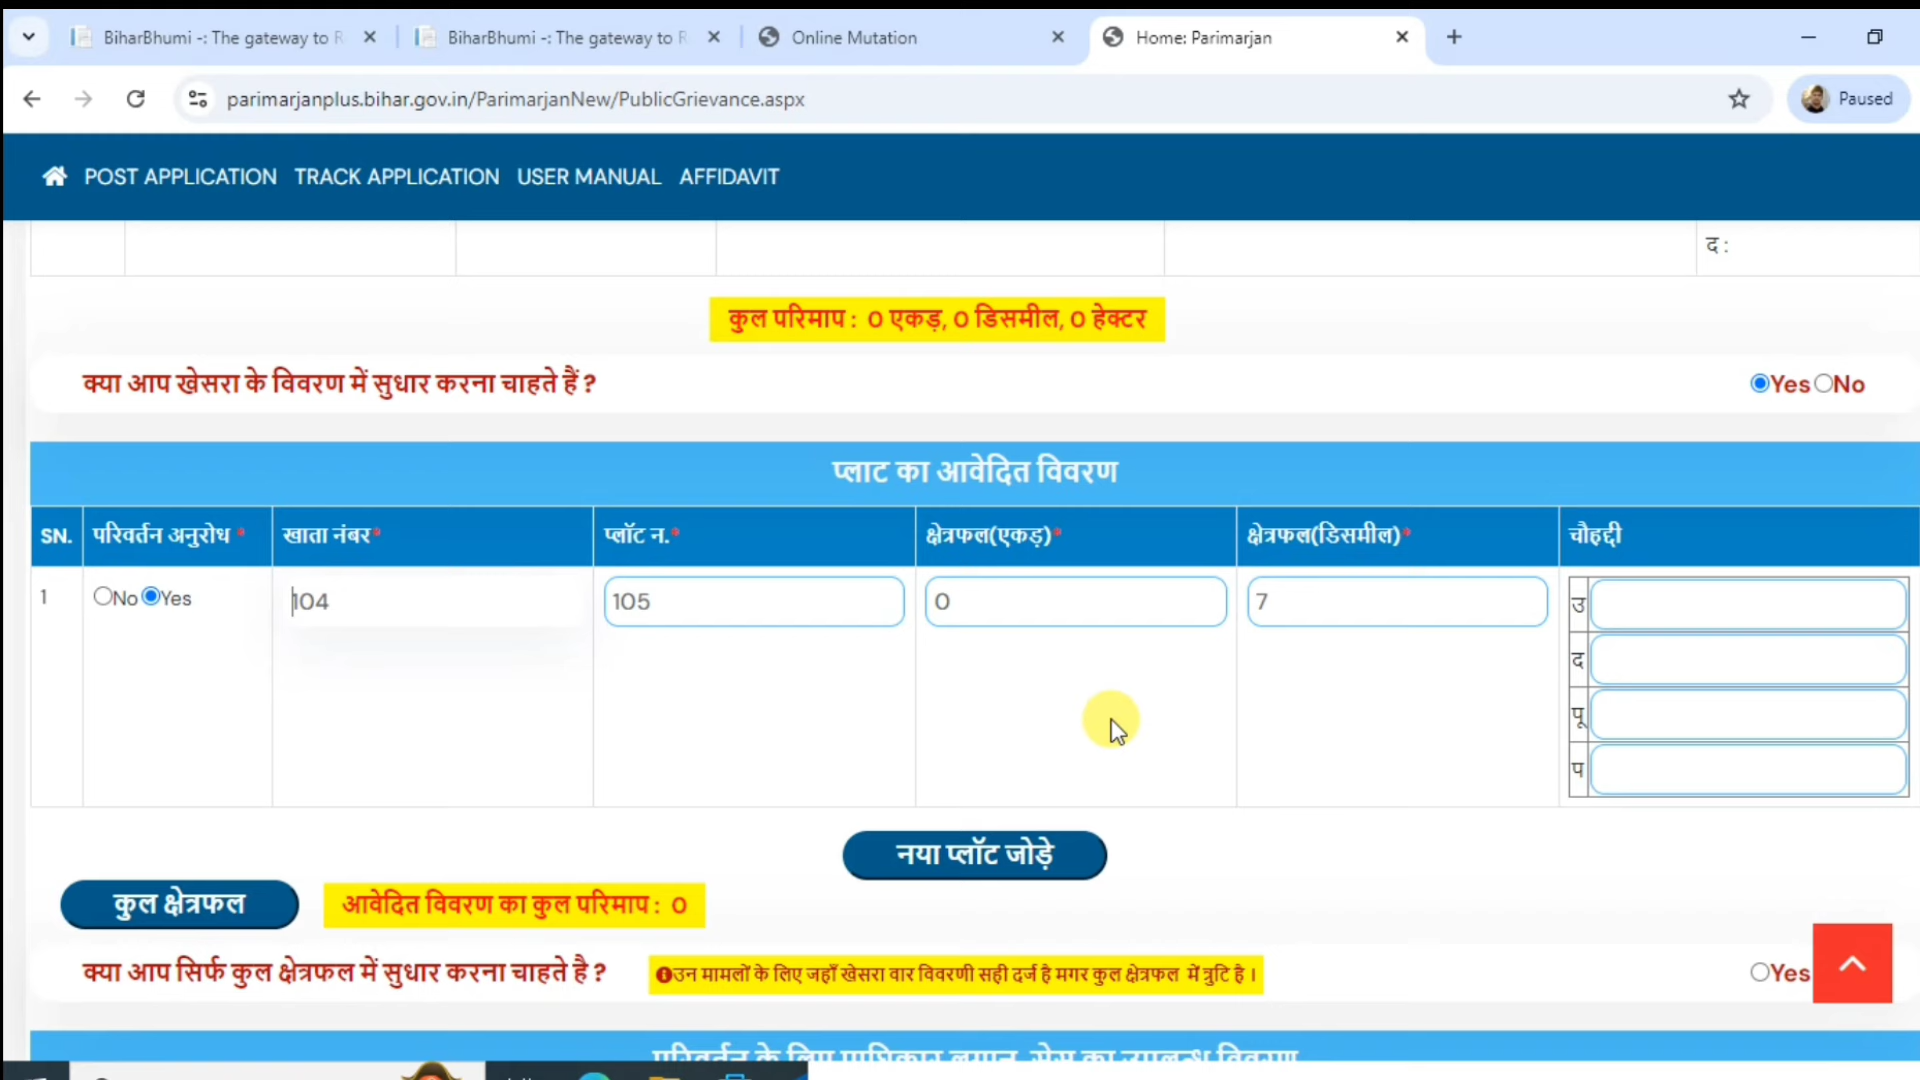 BiharBhumi -: The gateway to R
BiharBhumi -: The gateway to R
Online Mutation
Home: Parimarjan
parimarjanplus.bihar.gov.in/ParimarjanNew/PublicGrievance.aspx
Paused
POST APPLICATION TRACK APPLICATION USER MANUAL AFFIDAVIT
द :
कुल परिमाप : 0 एकड़, 0 डिसमील, 0 हेक्टर
क्या आप खेसरा के विवरण में सुधार करना चाहते हैं ?
Yes No
प्लाट का आवेदित विवरण
SN. परिवर्तन अनुरोध * खाता नंबर* प्लॉट न.* क्षेत्रफल(एकड़)* क्षेत्रफल(डिसमील)* चौहद्दी
1 No Yes 104 105 0 7 उ
द
पू
प
नया प्लॉट जोड़े
कुल क्षेत्रफल आवेदित विवरण का कुल परिमाप : 0
क्या आप सिर्फ कुल क्षेत्रफल में सुधार करना चाहते है ? उन मामलों के लिए जहाँ खेसरा वार विवरणी सही दर्ज है मगर कुल क्षेत्रफल में त्रुटि है ।
Yes